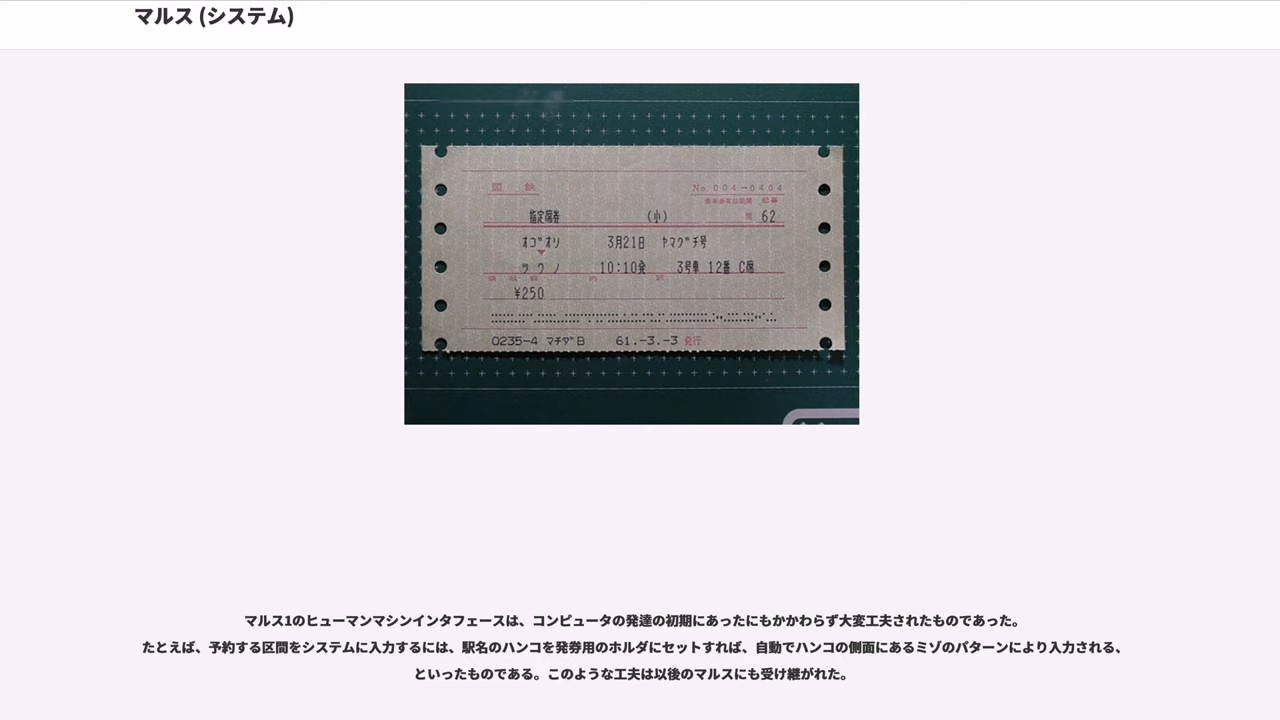 マルス (システム)
国 鉄
No. 004-0404
指定席券 (小) 62
オゴオリ 3月21日 ヤマグチ号
ツワノ 10:10発 3号車 12番 C席
¥250
0235-4 マチダB 61.-3.-3 発行
マルス1のヒューマンマシンインタフェースは、コンピュータの発達の初期にあったにもかかわらず大変工夫されたものであった。
たとえば、予約する区間をシステムに入力するには、駅名のハンコを発券用のホルダにセットすれば、自動でハンコの側面にあるミゾのパターンにより入力される、
といったものである。このような工夫は以後のマルスにも受け継がれた。